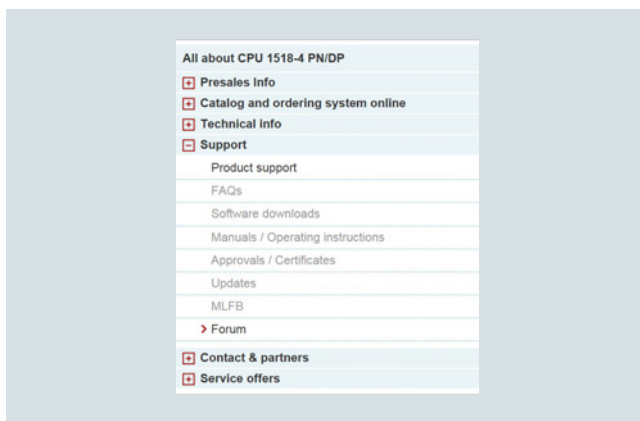 All about CPU 1518-4 PN/DP
Presales Info
Catalog and ordering system online
Technical info
Support
Product support
FAQs
Software downloads
Manuals / Operating instructions
Approvals / Certificates
Updates
MLFB
Forum
Contact & partners
Service offers